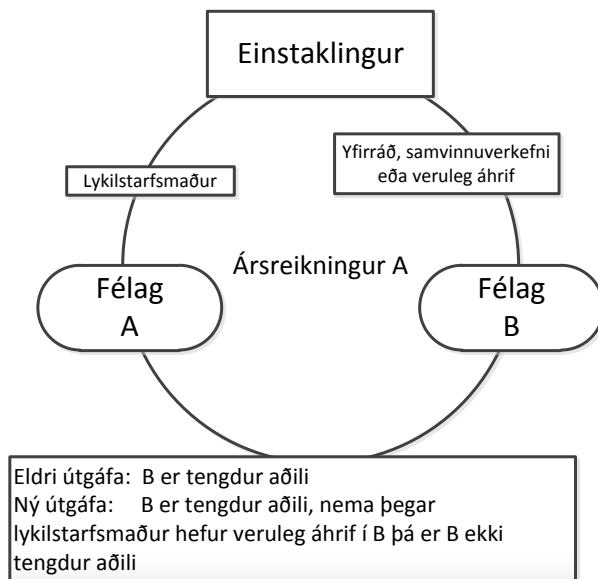 Einstaklingur
Lykilstarfsmaður
Yfirráð, samvinnuverkefni
eða veruleg áhrif
Ársreikningur A
Félag
A
Félag
B
Eldri útgáfa: B er tengdur aðili
Ný útgáfa: B er tengdur aðili, nema þegar
lykilstarfsmaður hefur veruleg áhrif í B þá er B ekki
tengdur aðili